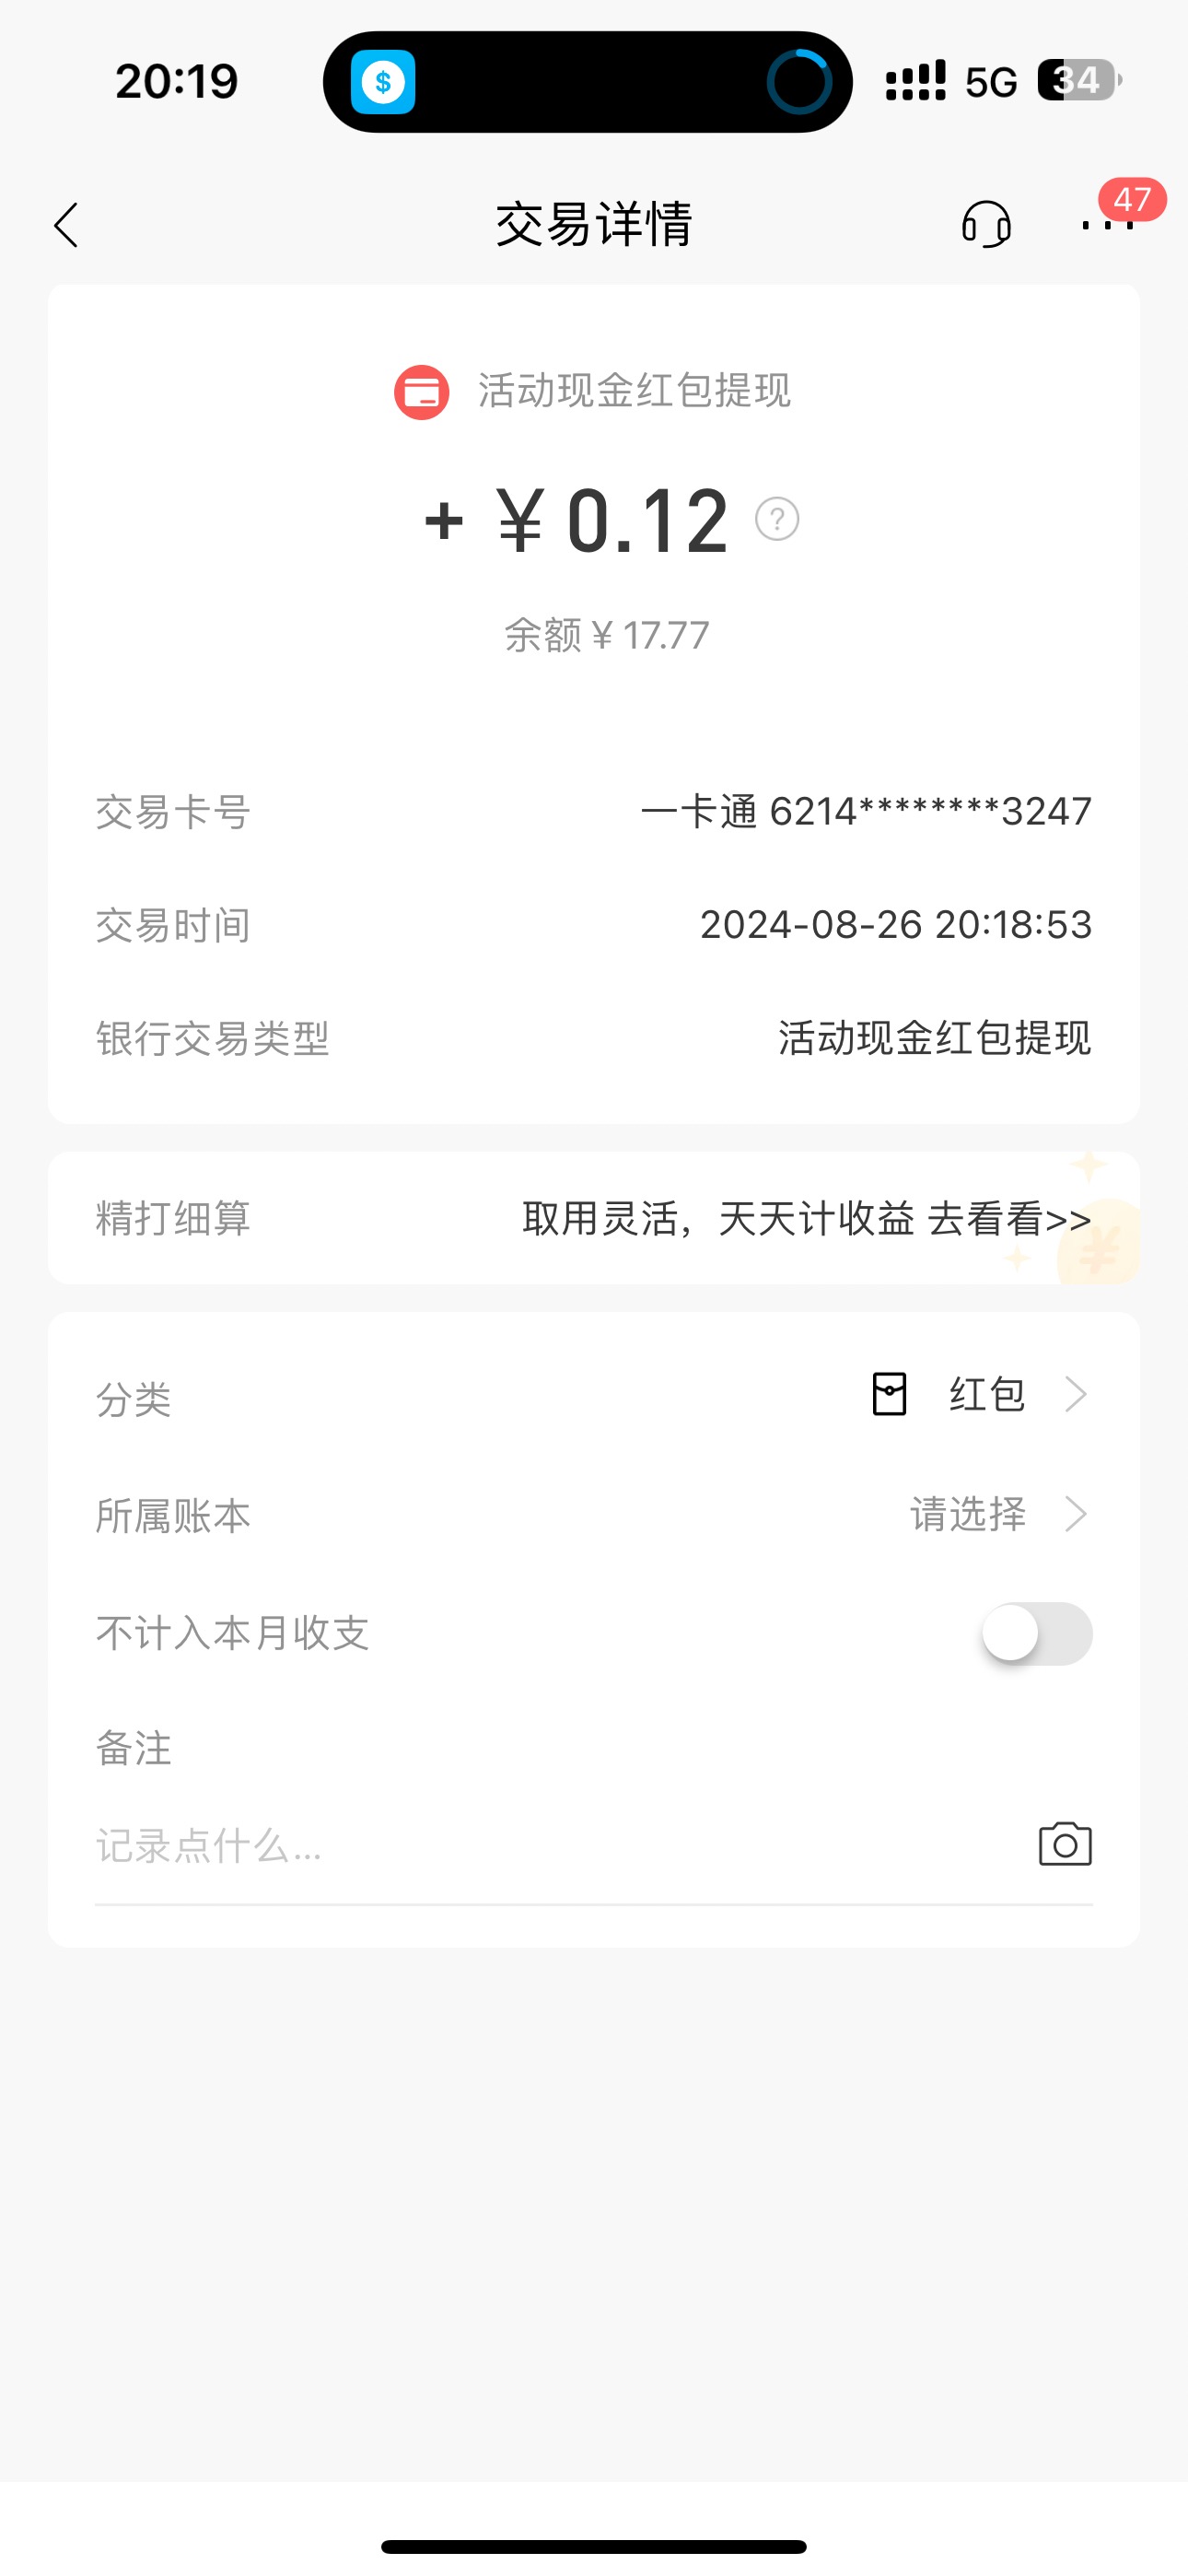 20:19
5G
34
交易详情
47
活动现金红包提现
+ ¥ 0.12
余额 ¥ 17.77
交易卡号 一卡通 6214********3247
交易时间 2024-08-26 20:18:53
银行交易类型 活动现金红包提现
精打细算 取用灵活，天天计收益 去看看>>
分类 红包
所属账本 请选择
不计入本月收支
备注
记录点什么...